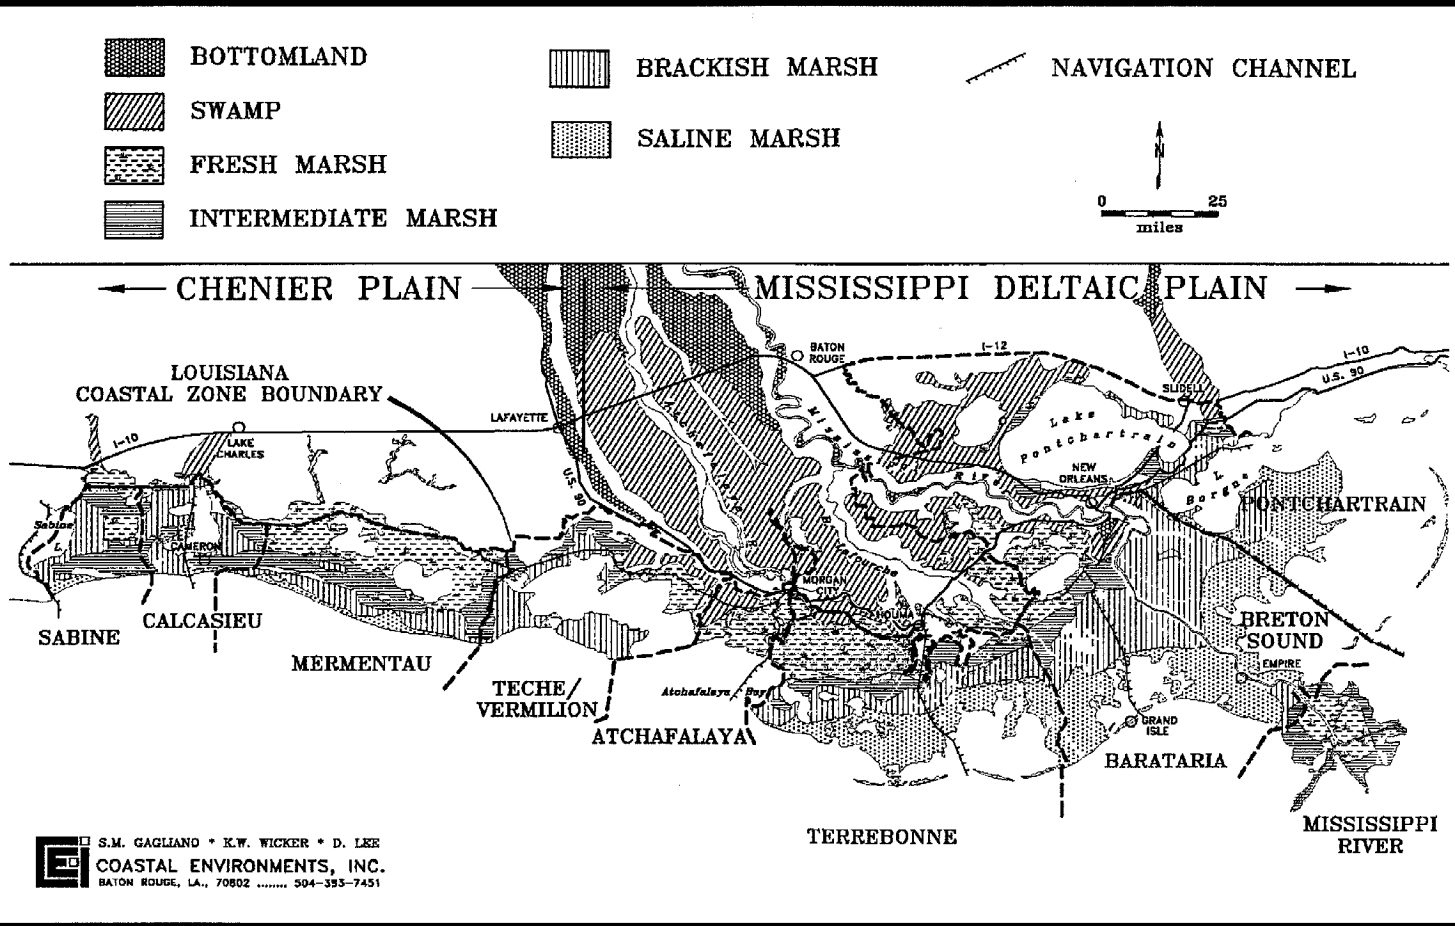 BOTTOMLAND
SWAMP
FRESH MARSH
INTERMEDIATE MARSH
BRACKISH MARSH
SALINE MARSH
NAVIGATION CHANNEL
N
0 25
miles
CHENIER PLAIN
MISSISSIPPI DELTAIC PLAIN
LOUISIANA
COASTAL ZONE BOUNDARY
BATON
ROUGE
I-12
I-10
U.S. 90
SLIDELL
LAFAYETTE
I-10
LAKE
CHARLES
U.S. 90
Atchafalaya
Mississippi
River
Lake
Pontchartrain
NEW
ORLEANS
L
Borgne
PONTCHARTRAIN
Sabine
L
CAMERON
Lafourche
MORGAN
CITY
HOUMA
SABINE
CALCASIEU
MERMENTAU
TECHE/
VERMILION
Atchafalaya Bay
ATCHAFALAYA
BRETON
SOUND
EMPIRE
GRAND
ISLE
BARATARIA
TERREBONNE
MISSISSIPPI
RIVER
S.M. GAGLIANO * K.W. WICKER * D. LEE
COASTAL ENVIRONMENTS, INC.
BATON ROUGE, LA., 70802 ........ 504-383-7451